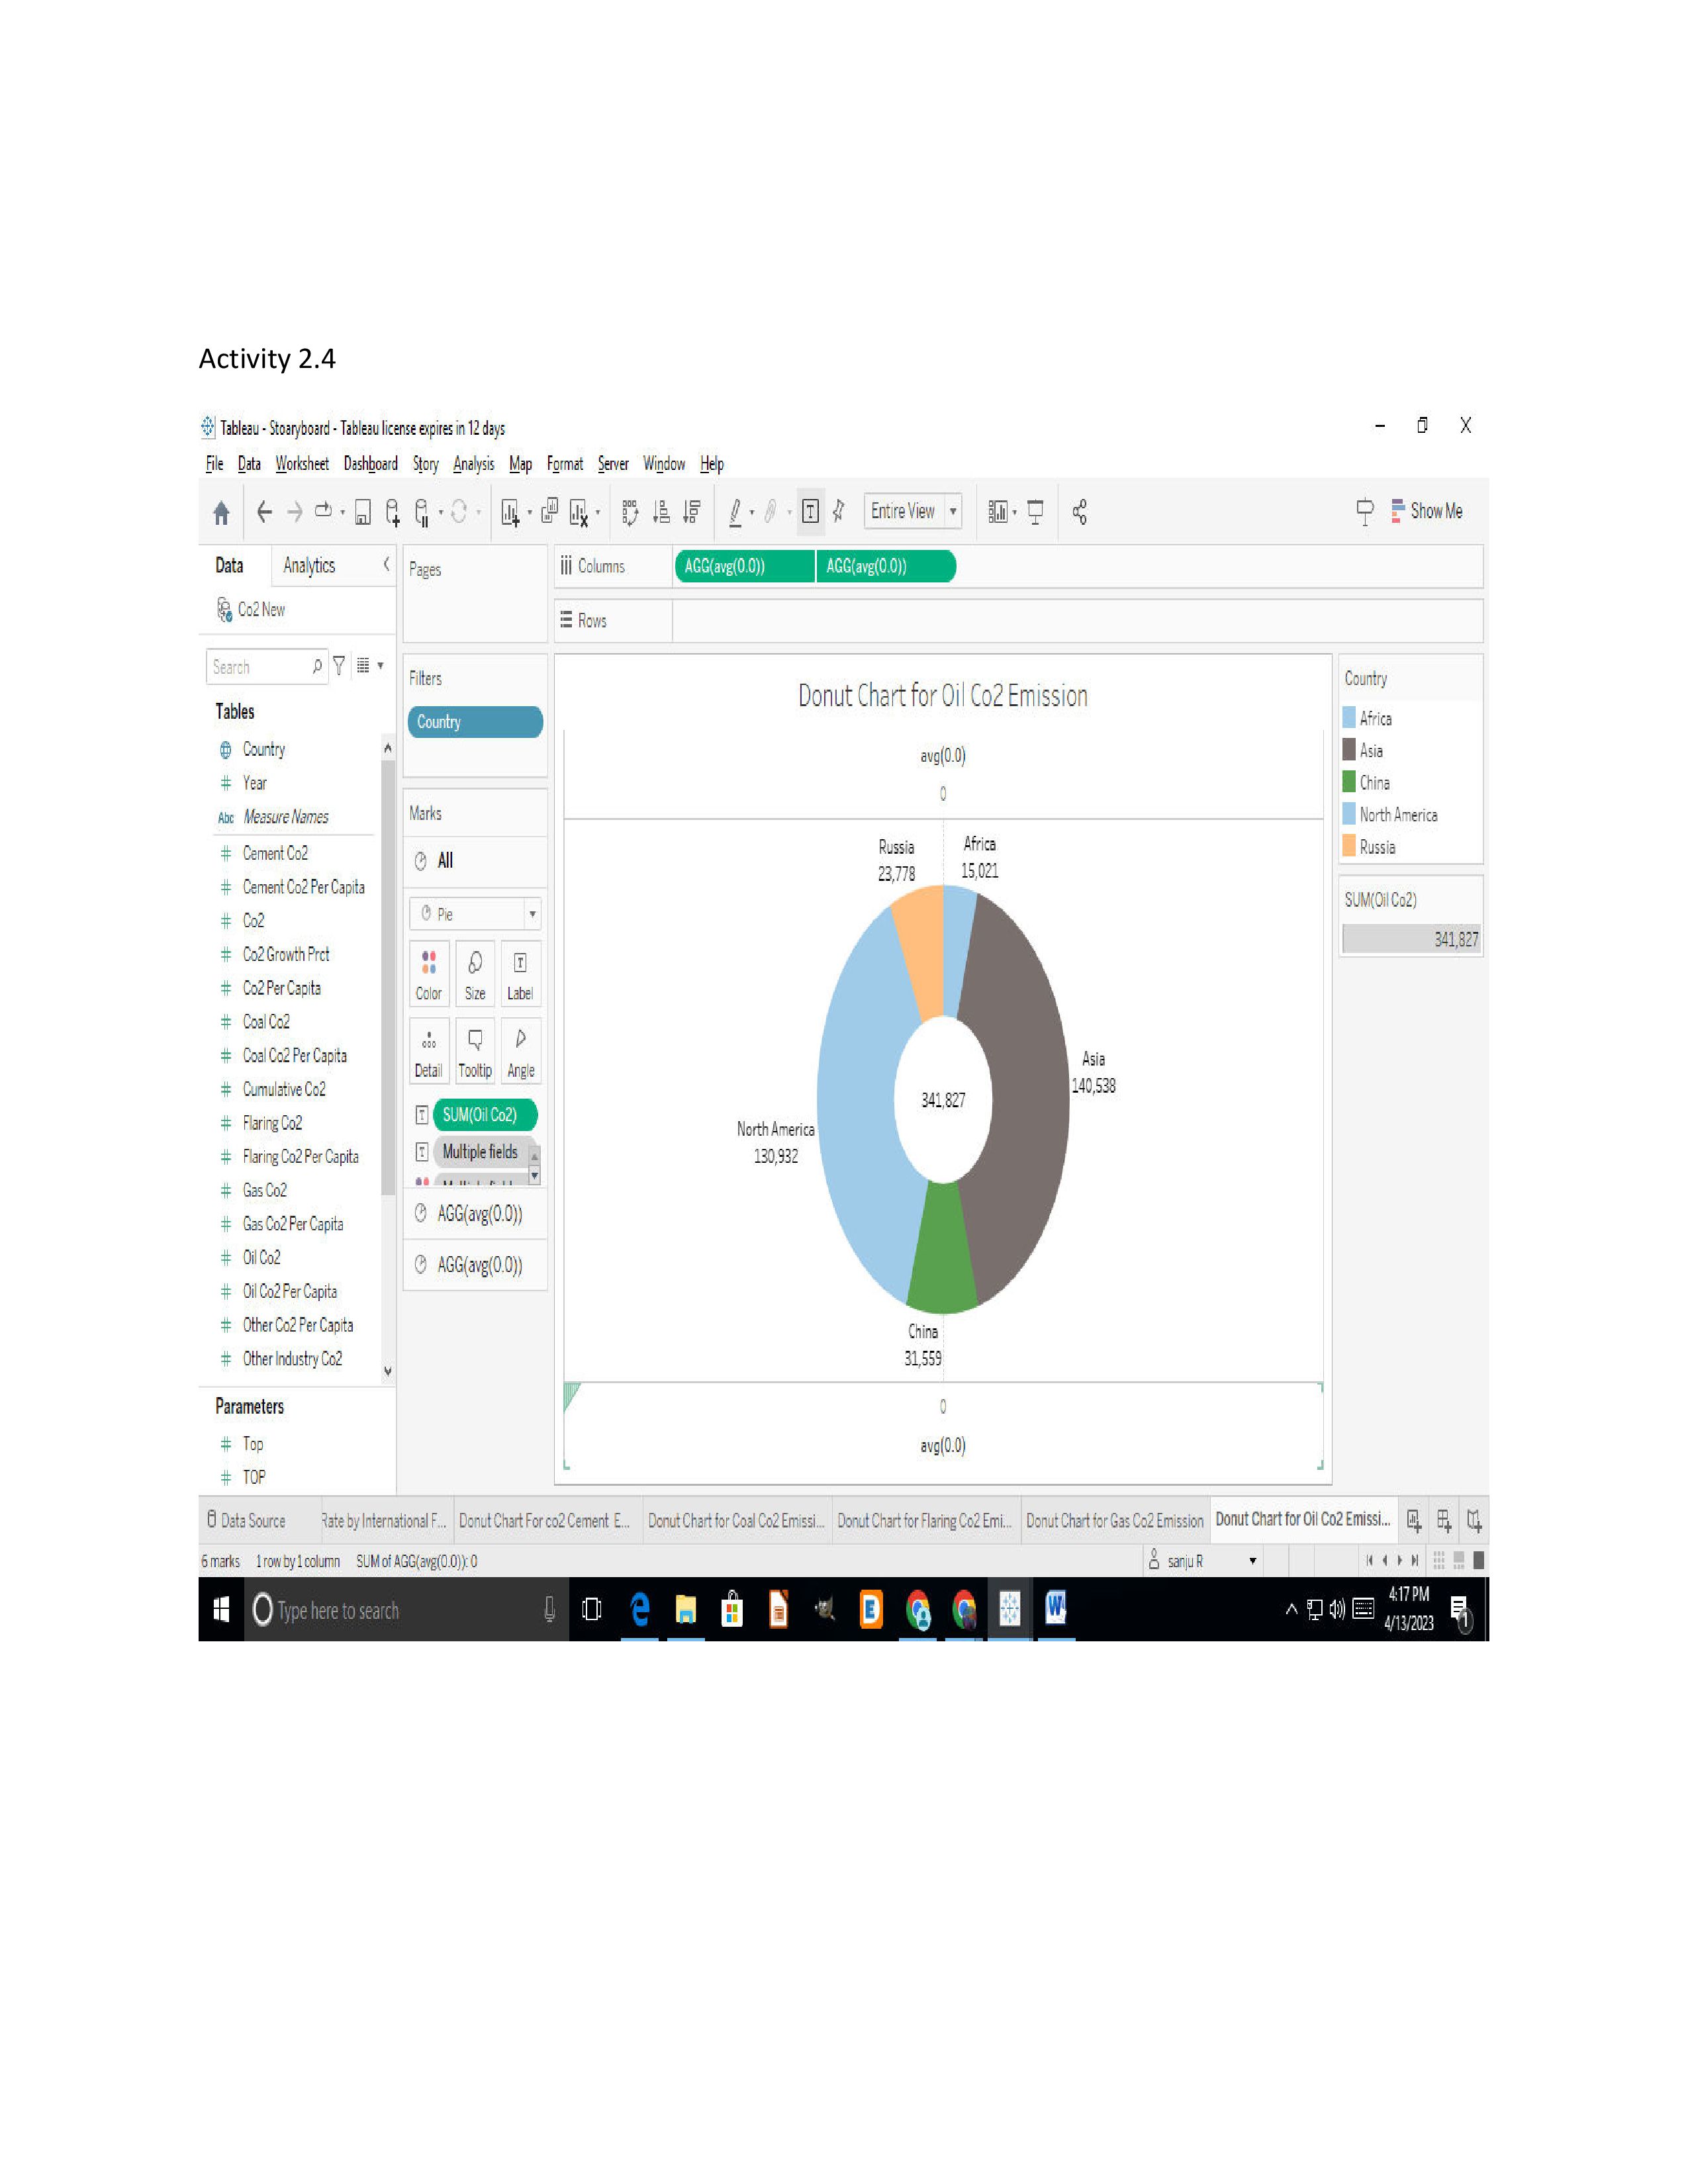 Activity 2.4
Tableau - Stoaryboard - Tableau license expires in 12 days
File Data Worksheet Dashboard Story Analysis Map Format Server Window Help
Entire View
Show Me
Data Analytics
Co2 New
Search
Tables
Country
Year
Abc Measure Names
Cement Co2
Cement Co2 Per Capita
Co2
Co2 Growth Prct
Co2 Per Capita
Coal Co2
Coal Co2 Per Capita
Cumulative Co2
Flaring Co2
Flaring Co2 Per Capita
Gas Co2
Gas Co2 Per Capita
Oil Co2
Oil Co2 Per Capita
Other Co2 Per Capita
Other Industry Co2
Parameters
Top
TOP
Pages
Filters
Country
Marks
All
Pie
Color Size Label
Detail Tooltip Angle
SUM(Oil Co2)
Multiple fields
AGG(avg(0.0))
AGG(avg(0.0))
Columns AGG(avg(0.0)) AGG(avg(0.0))
Rows
Donut Chart for Oil Co2 Emission
avg(0.0)
0
Russia
23,778
Africa
15,021
Asia
140,538
341,827
North America
130,932
China
31,559
0
avg(0.0)
Country
Africa
Asia
China
North America
Russia
SUM(Oil Co2)
341,827
Data Source Rate by International F... Donut Chart For co2 Cement E... Donut Chart for Coal Co2 Emissi... Donut Chart for Flaring Co2 Emi... Donut Chart for Gas Co2 Emission Donut Chart for Oil Co2 Emissi...
6 marks 1 row by 1 column SUM of AGG(avg(0.0)): 0 sanju R
Type here to search
4:17 PM
4/13/2023
1